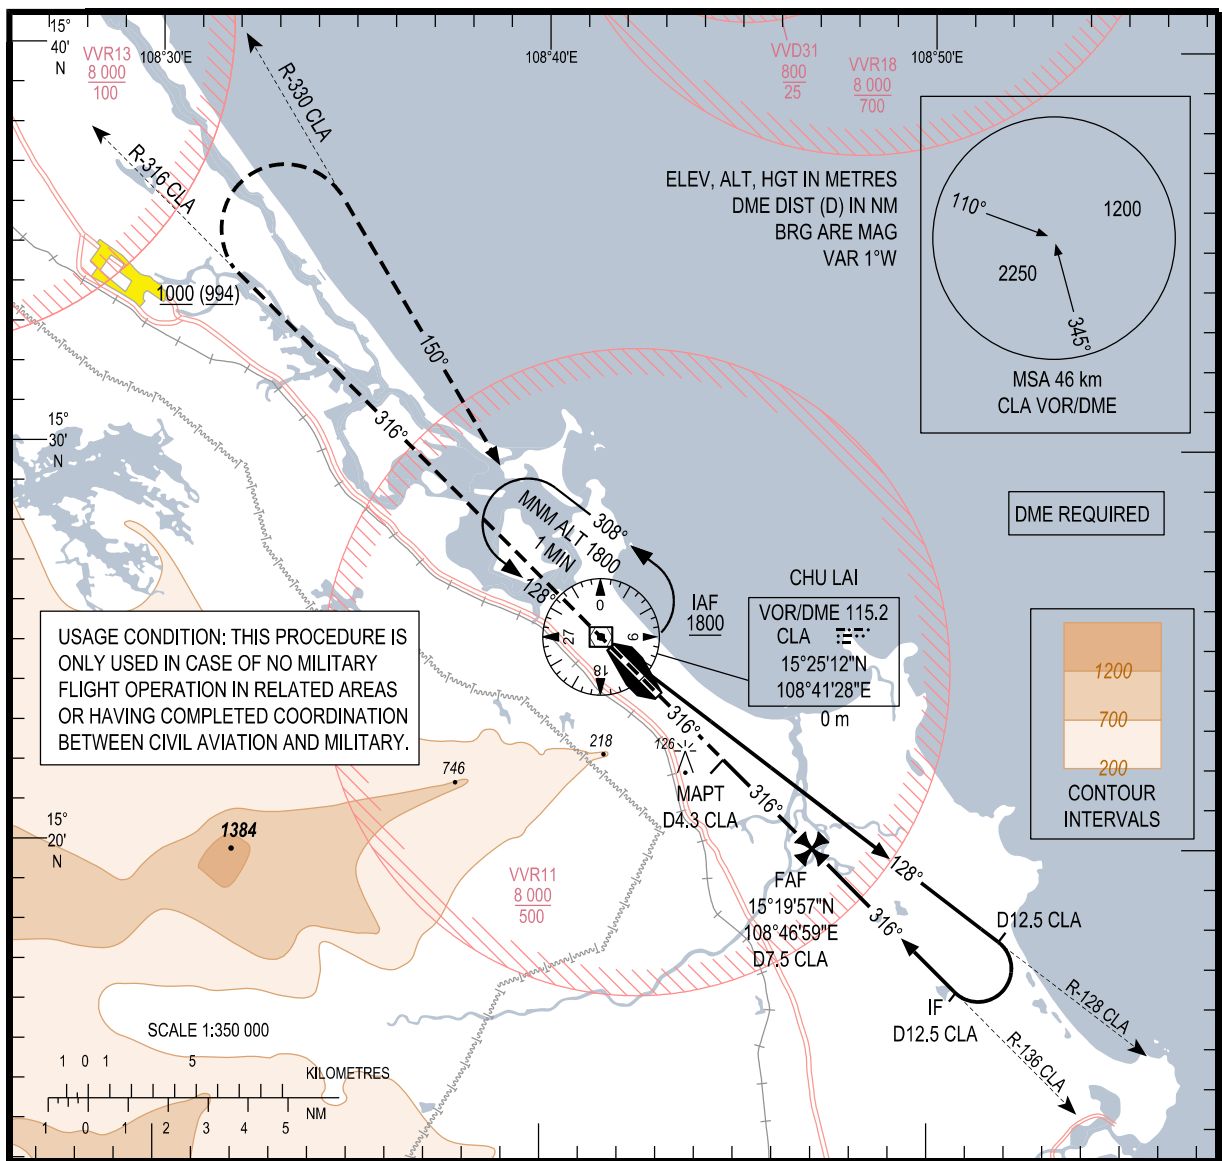 15°
40'
N
108°30'E
108°40'E
108°50'E
VVR13
8 000
100
VVD31
800
25
VVR18
8 000
700
R-330 CLA
R-316 CLA
ELEV, ALT, HGT IN METRES
DME DIST (D) IN NM
BRG ARE MAG
VAR 1°W
110°
1200
2250
345°
MSA 46 km
CLA VOR/DME
1000 (994)
150°
316°
15°
30'
N
MNM ALT 1800
1 MIN
308°
128°
DME REQUIRED
CHU LAI
IAF
1800
VOR/DME 115.2
CLA
15°25'12"N
108°41'28"E
0 m
0
9
18
27
USAGE CONDITION: THIS PROCEDURE IS
ONLY USED IN CASE OF NO MILITARY
FLIGHT OPERATION IN RELATED AREAS
OR HAVING COMPLETED COORDINATION
BETWEEN CIVIL AVIATION AND MILITARY.
1200
700
200
CONTOUR
INTERVALS
316°
218
126
746
MAPT
D4.3 CLA
316°
15°
20'
N
1384
VVR11
8 000
500
FAF
15°19'57"N
108°46'59"E
D7.5 CLA
128°
316°
D12.5 CLA
IF
D12.5 CLA
R-128 CLA
R-136 CLA
SCALE 1:350 000
1 0 1 5
KILOMETRES
NM
1 0 1 2 3 4 5